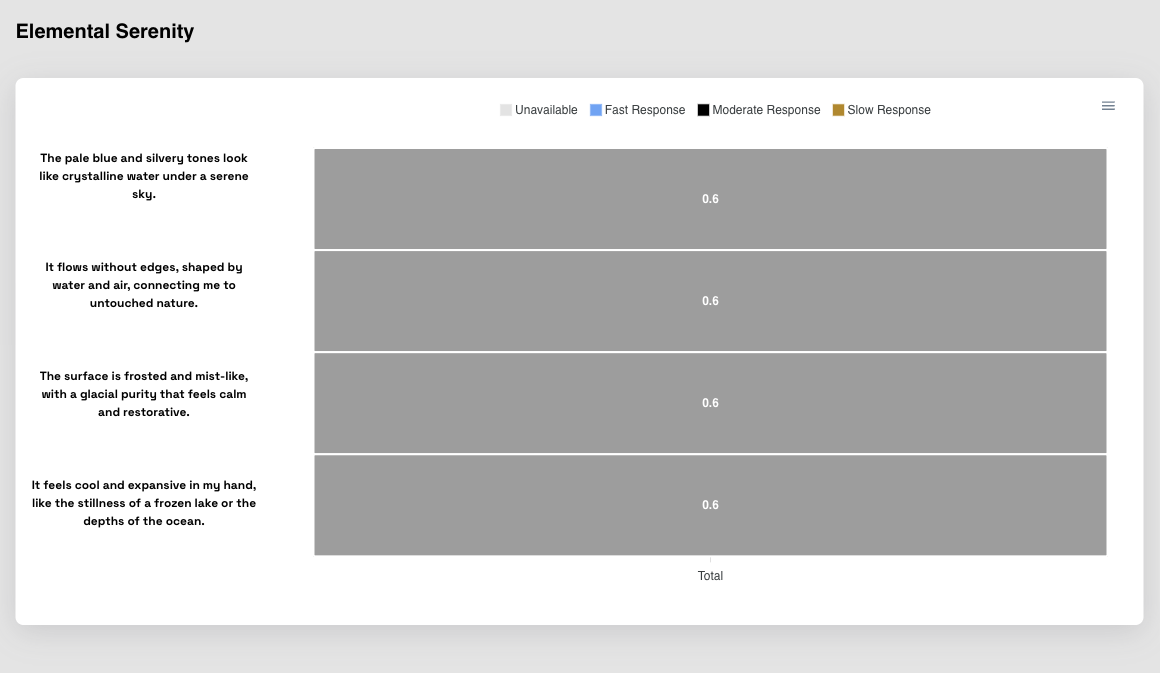 Elemental Serenity
Unavailable Fast Response Moderate Response Slow Response
The pale blue and silvery tones look
like crystalline water under a serene
sky.
0.6
It flows without edges, shaped by
water and air, connecting me to
untouched nature.
0.6
The surface is frosted and mist-like,
with a glacial purity that feels calm
and restorative.
0.6
It feels cool and expansive in my hand,
like the stillness of a frozen lake or the
depths of the ocean.
0.6
Total